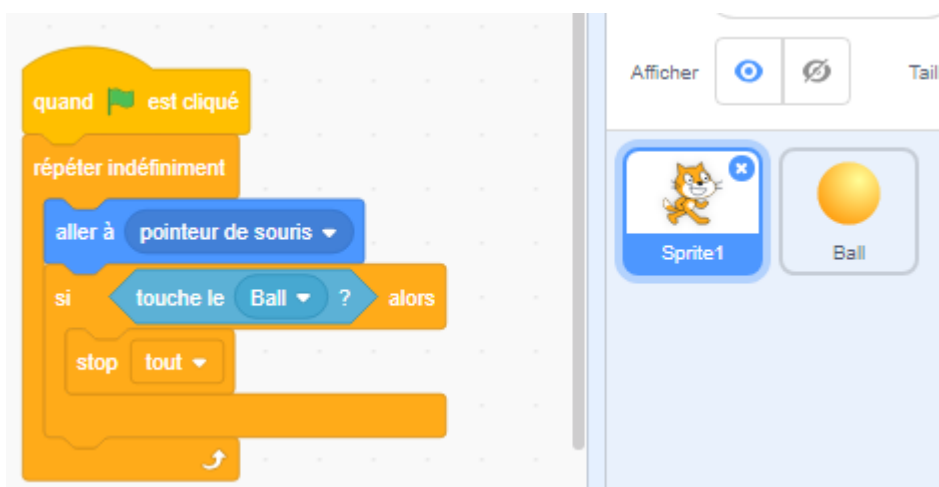 quand est cliqué
répéter indéfiniment
aller à pointeur de souris
si touche le Ball ? alors
stop tout
Afficher
Tail
Sprite1
Ball